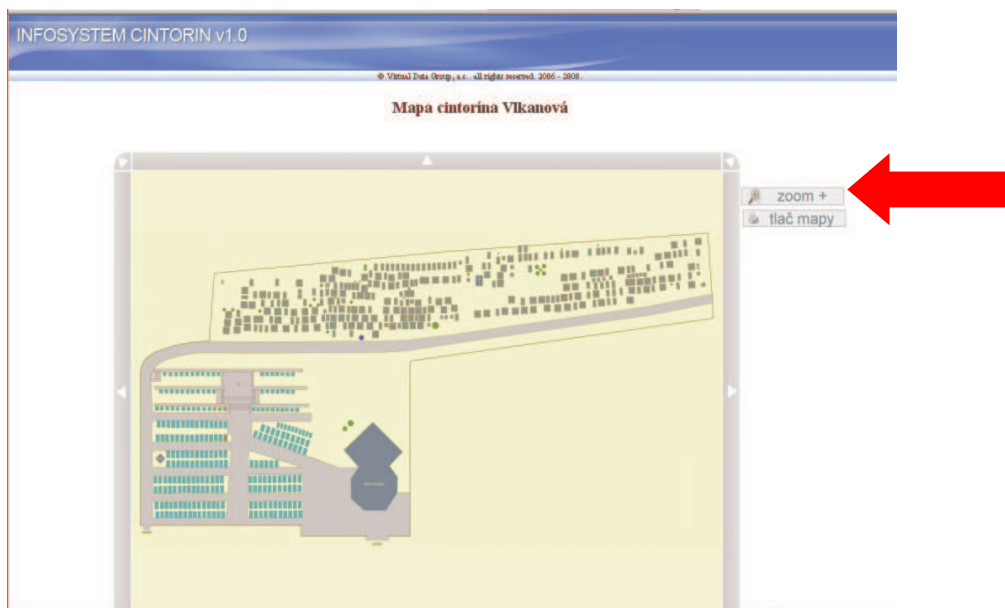 INFOSYSTEM CINTORIN v1.0
© Virtual Data Group, a.s.. all rights reserved. 2006 - 2008.
Mapa cintorína Vlkanová
zoom +
tlač mapy